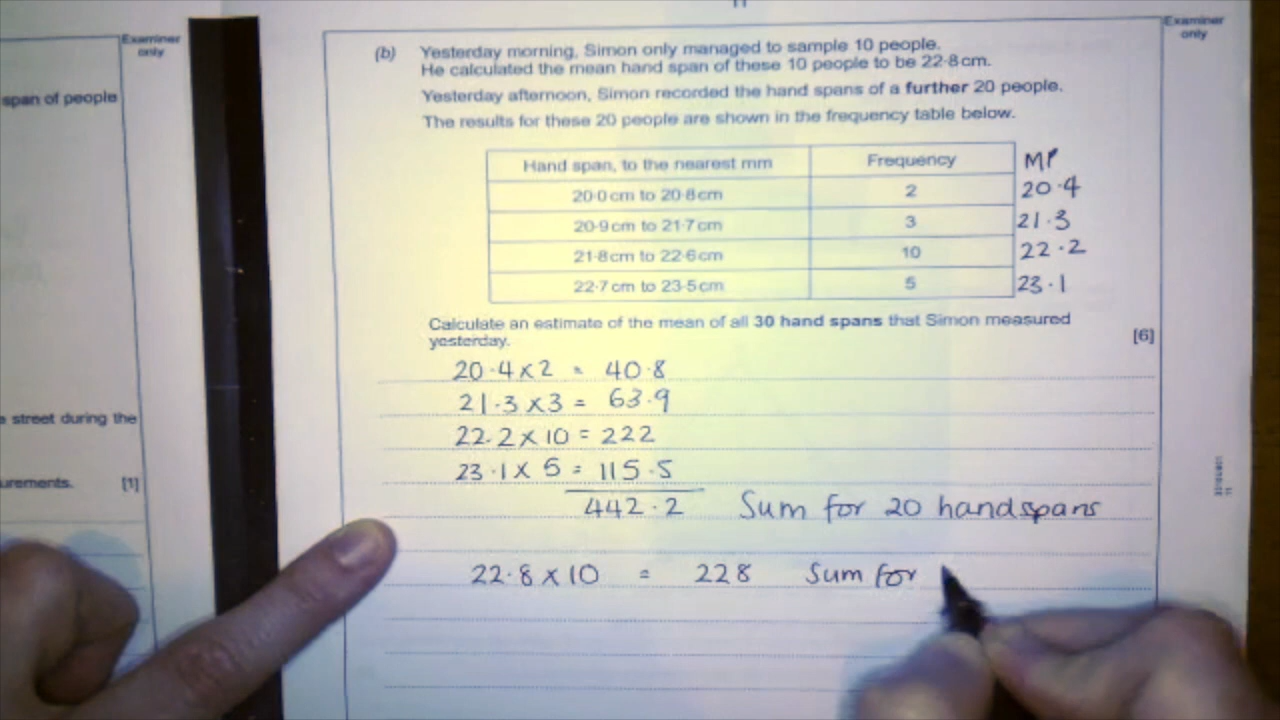 11
Examiner
only
Examiner
only
span of people
(b) Yesterday morning, Simon only managed to sample 10 people.
He calculated the mean hand span of these 10 people to be 22·8 cm.
Yesterday afternoon, Simon recorded the hand spans of a further 20 people.
The results for these 20 people are shown in the frequency table below.
Hand span, to the nearest mm Frequency MP
20·0 cm to 20·8 cm 2 20·4
20·9 cm to 21·7 cm 3 21·3
21·8 cm to 22·6 cm 10 22·2
22·7 cm to 23·5 cm 5 23·1
Calculate an estimate of the mean of all 30 hand spans that Simon measured
yesterday. [6]
20·4 x 2 = 40·8
21·3 x 3 = 63·9
street during the
22·2 x 10 = 222
23·1 x 5 = 115·5
urements. [1]
442·2 Sum for 20 handspans
22·8 x 10 = 228 Sum for